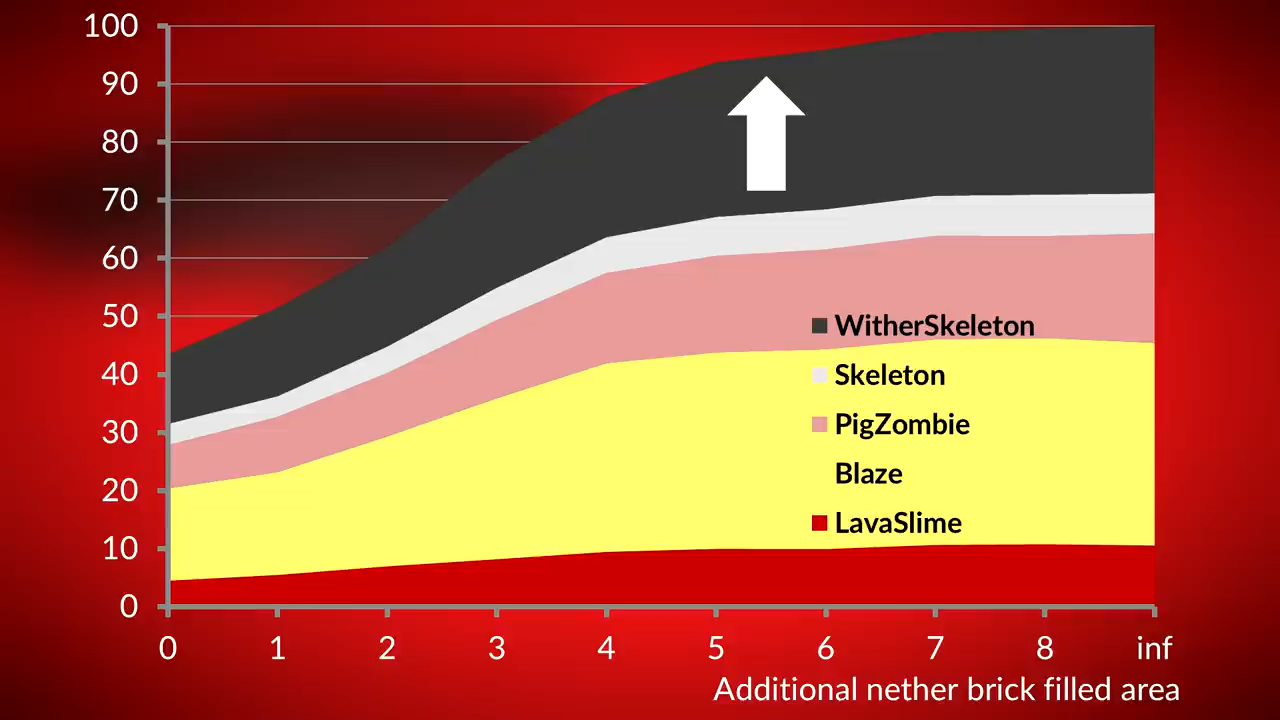 100
90
80
70
60
50
40
30
20
10
0
WitherSkeleton
Skeleton
PigZombie
Blaze
LavaSlime
0 1 2 3 4 5 6 7 8 inf
Additional nether brick filled area